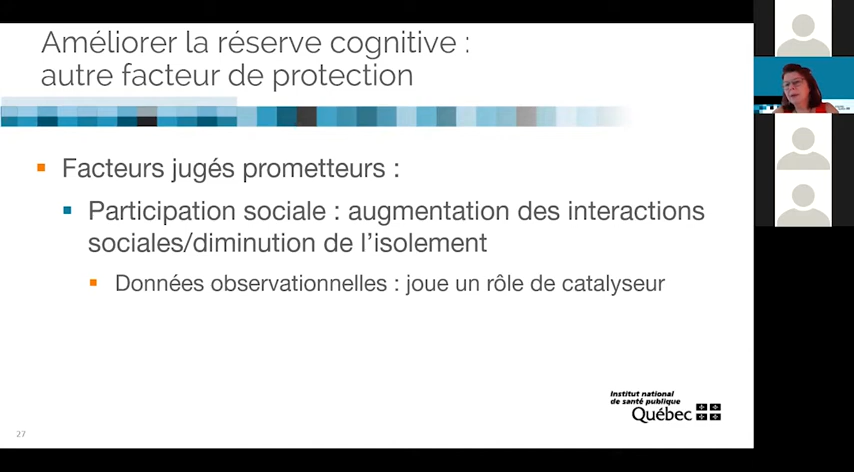 Améliorer la réserve cognitive :
autre facteur de protection
Facteurs jugés prometteurs :
Participation sociale : augmentation des interactions
sociales/diminution de l'isolement
Données observationnelles : joue un rôle de catalyseur
Institut national
de santé publique
Québec
27